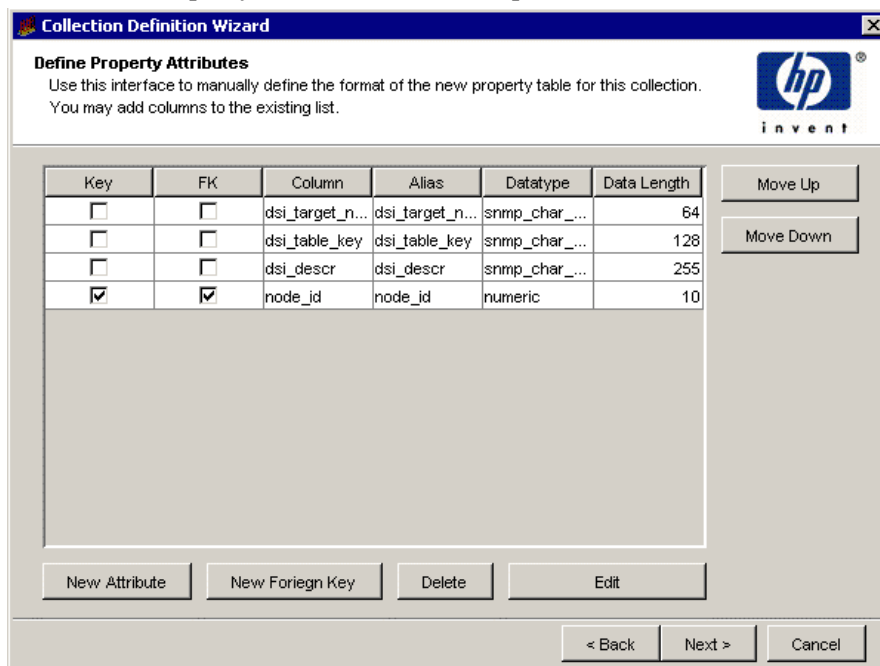 Collection Definition Wizard
Define Property Attributes
Use this interface to manually define the format of the new property table for this collection.
You may add columns to the existing list.
hp
®
invent
Key FK Column Alias Datatype Data Length
dsi_target_n... dsi_target_n... snmp_char_... 64
dsi_table_key dsi_table_key snmp_char_... 128
dsi_descr dsi_descr snmp_char_... 255
node_id node_id numeric 10
Move Up
Move Down
New Attribute New Foriegn Key Delete Edit
< Back Next > Cancel